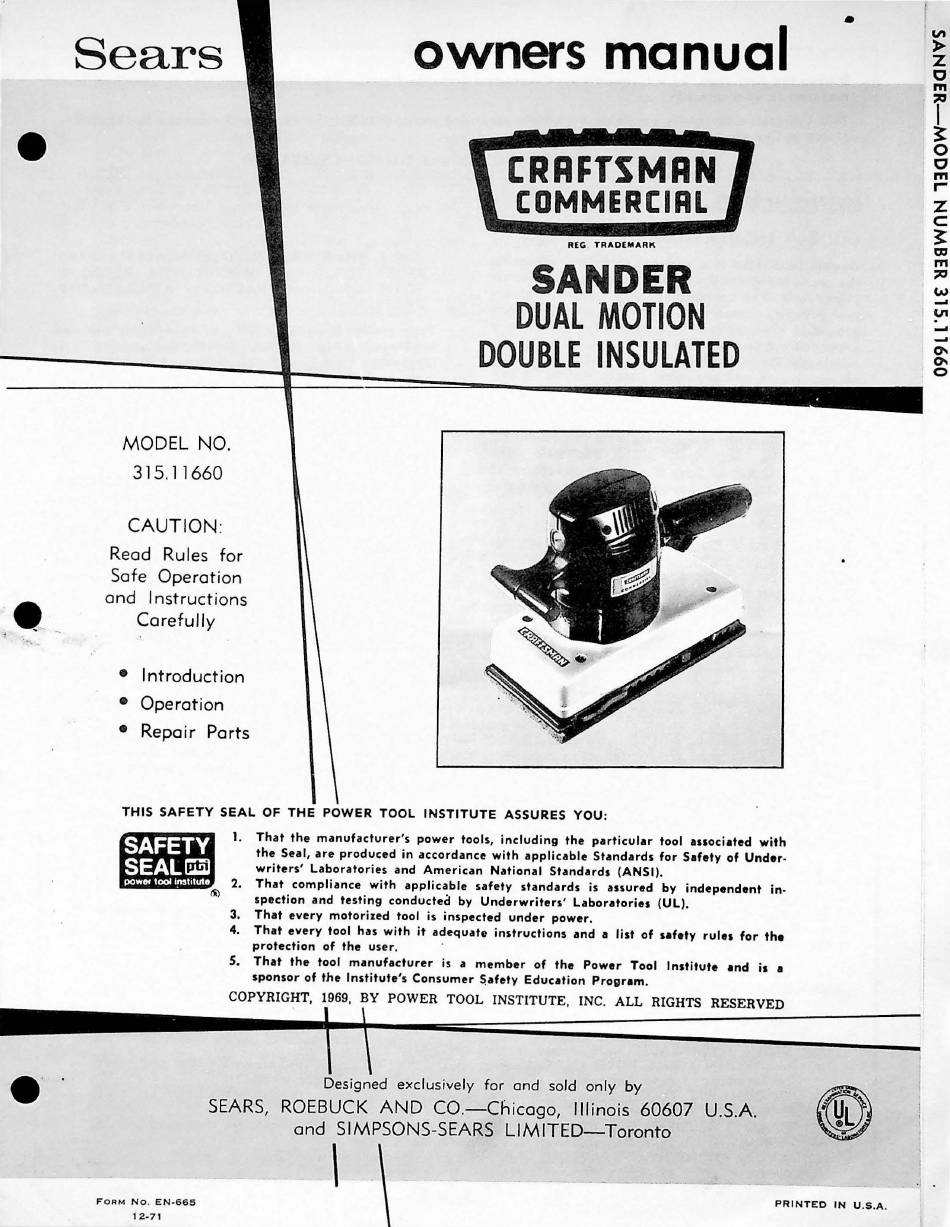 Sears
owners manual
SANDER—MODEL NUMBER 315.11660
CRAFTSMAN
COMMERCIAL
REG. TRADEMARK
SANDER
DUAL MOTION
DOUBLE INSULATED
MODEL NO.
315.11660
CAUTION:
Read Rules for
Safe Operation
and Instructions
Carefully
• Introduction
• Operation
• Repair Parts
CRAFTSMAN
COMMERCIAL
CRAFTSMAN
THIS SAFETY SEAL OF THE POWER TOOL INSTITUTE ASSURES YOU:
SAFETY
SEAL pti
power tool institute
®
1. That the manufacturer's power tools, including the particular tool associated with
the Seal, are produced in accordance with applicable Standards for Safety of Under-
writers' Laboratories and American National Standards (ANSI).
2. That compliance with applicable safety standards is assured by independent in-
spection and testing conducted by Underwriters' Laboratories (UL).
3. That every motorized tool is inspected under power.
4. That every tool has with it adequate instructions and a list of safety rules for the
protection of the user.
5. That the tool manufacturer is a member of the Power Tool Institute and is a
sponsor of the Institute's Consumer Safety Education Program.
COPYRIGHT, 1969, BY POWER TOOL INSTITUTE, INC. ALL RIGHTS RESERVED
Designed exclusively for and sold only by
SEARS, ROEBUCK AND CO.—Chicago, Illinois 60607 U.S.A.
and SIMPSONS-SEARS LIMITED—Toronto
UL
®
FORM NO. EN-665
12-71
PRINTED IN U.S.A.